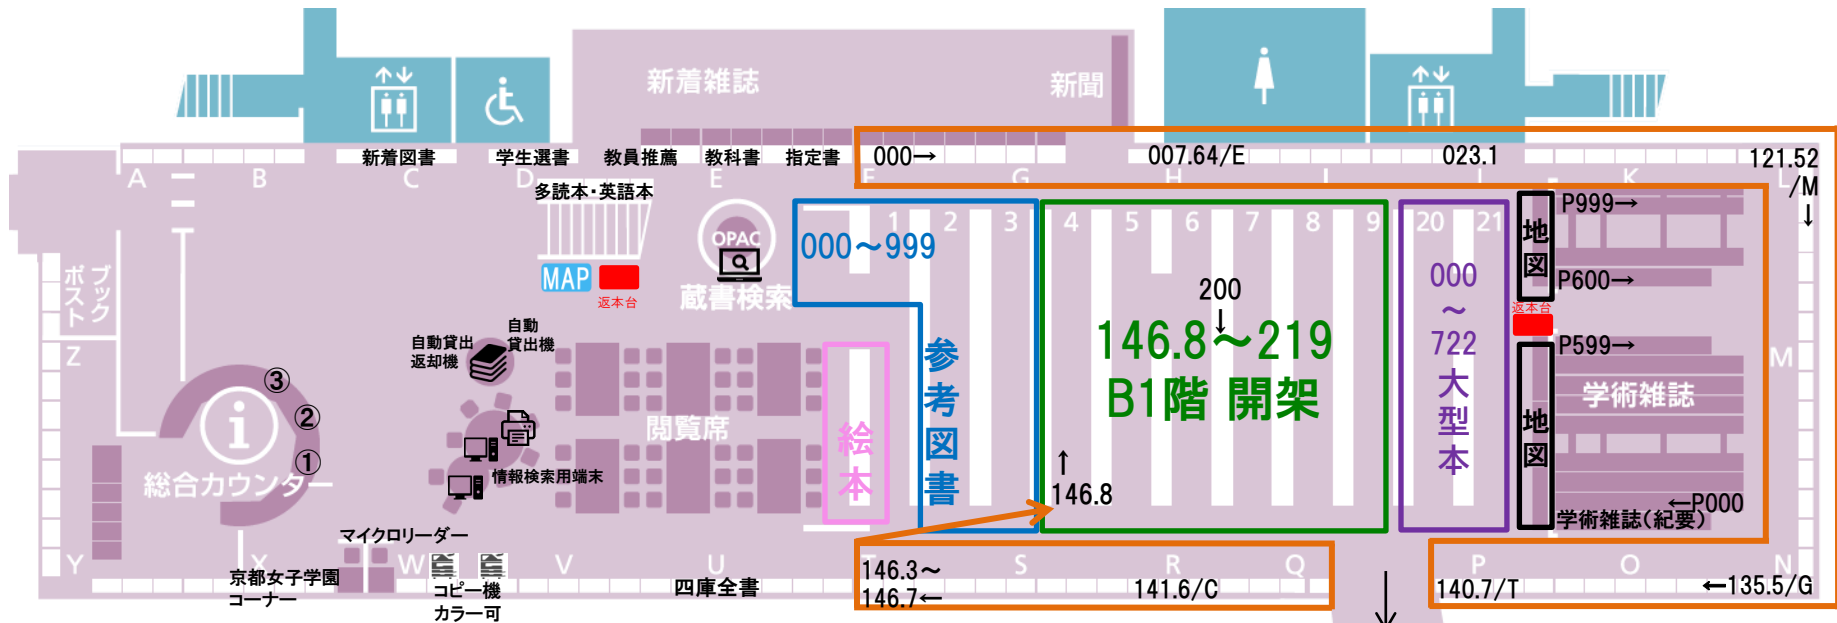 新着雑誌
新聞
新着図書
学生選書
教員推薦
教科書
指定書
000→
007.64/E
023.1
121.52
/M
↓
A
B
C
D
E
F
G
H
I
J
K
L
多読本・英語本
OPAC
蔵書検索
MAP
返本台
000～999
1
2
3
4
5
6
7
8
9
20
21
参考図書
200
↓
146.8～219
B1階 開架
↑
146.8
000
～
722
大型本
地図
地図
返本台
P999→
P600→
P599→
学術雑誌
←P000
学術雑誌（紀要）
ブックポスト
Z
M
自動貸出
返却機
自動
貸出機
③
②
①
i
総合カウンター
情報検索用端末
閲覧席
絵本
マイクロリーダー
Y
X
W
V
U
T
S
R
Q
P
O
N
京都女子学園
コーナー
コピー機
カラー可
四庫全書
146.3～
146.7←
141.6/C
140.7/T
←135.5/G
↓